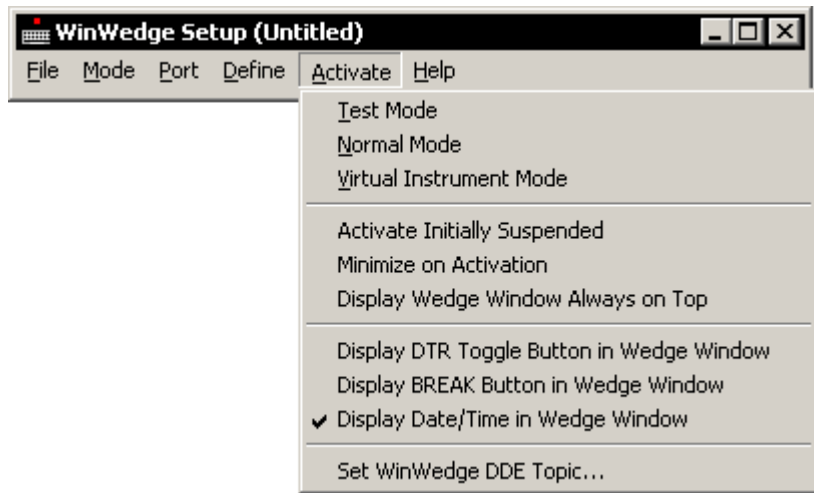 WinWedge Setup (Untitled)
File Mode Port Define Activate Help
Test Mode
Normal Mode
Virtual Instrument Mode
Activate Initially Suspended
Minimize on Activation
Display Wedge Window Always on Top
Display DTR Toggle Button in Wedge Window
Display BREAK Button in Wedge Window
Display Date/Time in Wedge Window
Set WinWedge DDE Topic...